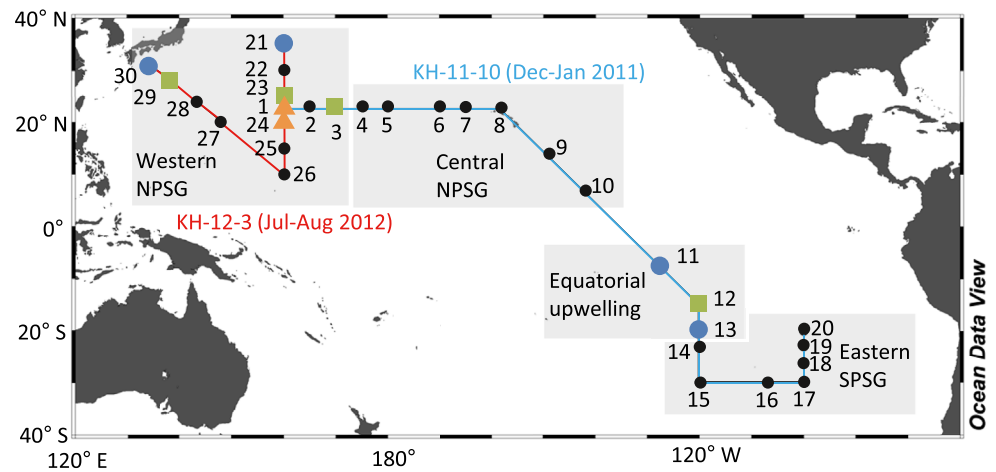 40° N
20° N
0°
20° S
40° S
120° E
180°
120° W
KH-11-10 (Dec-Jan 2011)
KH-12-3 (Jul-Aug 2012)
Western
NPSG
Central
NPSG
Equatorial
upwelling
Eastern
SPSG
21
22
23
1
24
25
26
30
29
28
27
2
3
4
5
6
7
8
9
10
11
12
13
14
15
16
17
18
19
20
Ocean Data View